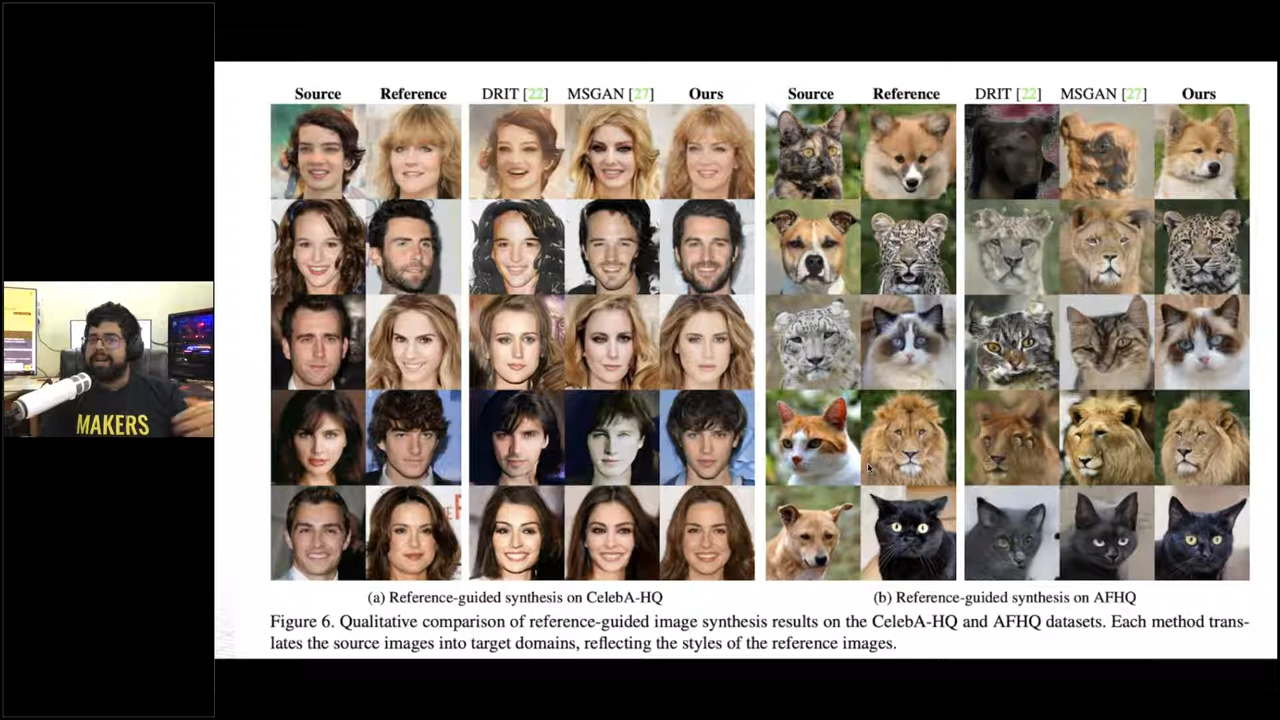 Source Reference DRIT [22] MSGAN [27] Ours Source Reference DRIT [22] MSGAN [27] Ours
MAKERS
(a) Reference-guided synthesis on CelebA-HQ
(b) Reference-guided synthesis on AFHQ
Figure 6. Qualitative comparison of reference-guided image synthesis results on the CelebA-HQ and AFHQ datasets. Each method trans-
lates the source images into target domains, reflecting the styles of the reference images.